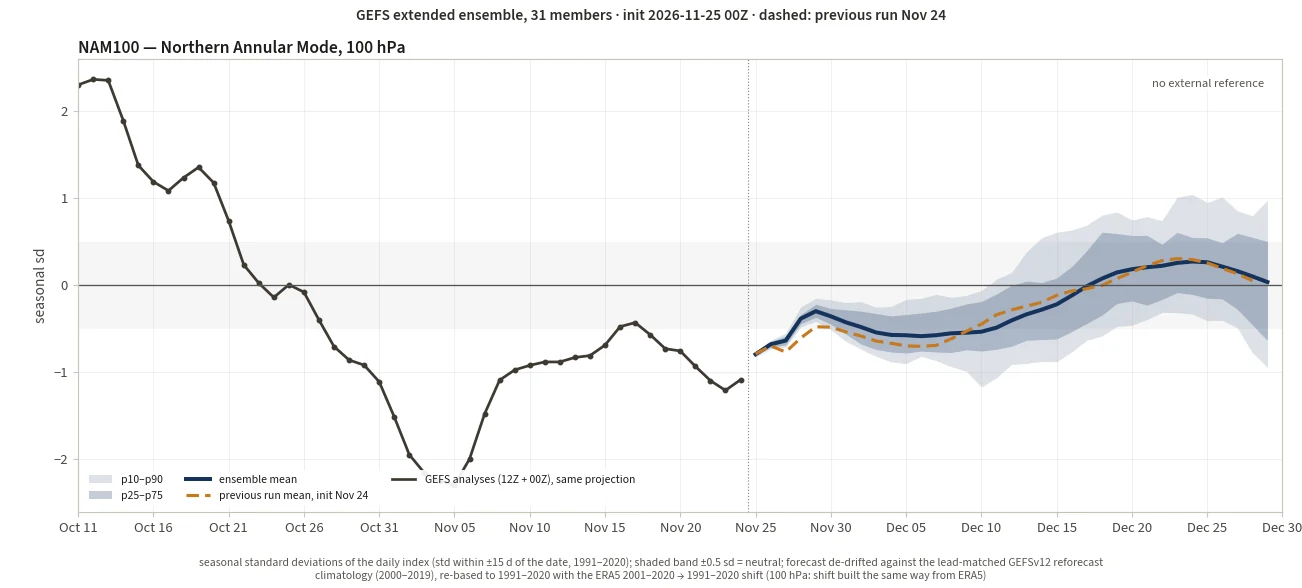 GEFS extended ensemble, 31 members · init 2026-11-25 00Z · dashed: previous run Nov 24
NAM100 — Northern Annular Mode, 100 hPa
no external reference
seasonal sd
2
1
0
−1
−2
p10–p90
ensemble mean
GEFS analyses (12Z + 00Z), same projection
p25–p75
previous run mean, init Nov 24
Oct 11 Oct 16 Oct 21 Oct 26 Oct 31 Nov 05 Nov 10 Nov 15 Nov 20 Nov 25 Nov 30 Dec 05 Dec 10 Dec 15 Dec 20 Dec 25 Dec 30
seasonal standard deviations of the daily index (std within ±15 d of the date, 1991–2020); shaded band ±0.5 sd = neutral; forecast de-drifted against the lead-matched GEFSv12 reforecast
climatology (2000–2019), re-based to 1991–2020 with the ERA5 2001–2020 → 1991–2020 shift (100 hPa: shift built the same way from ERA5)